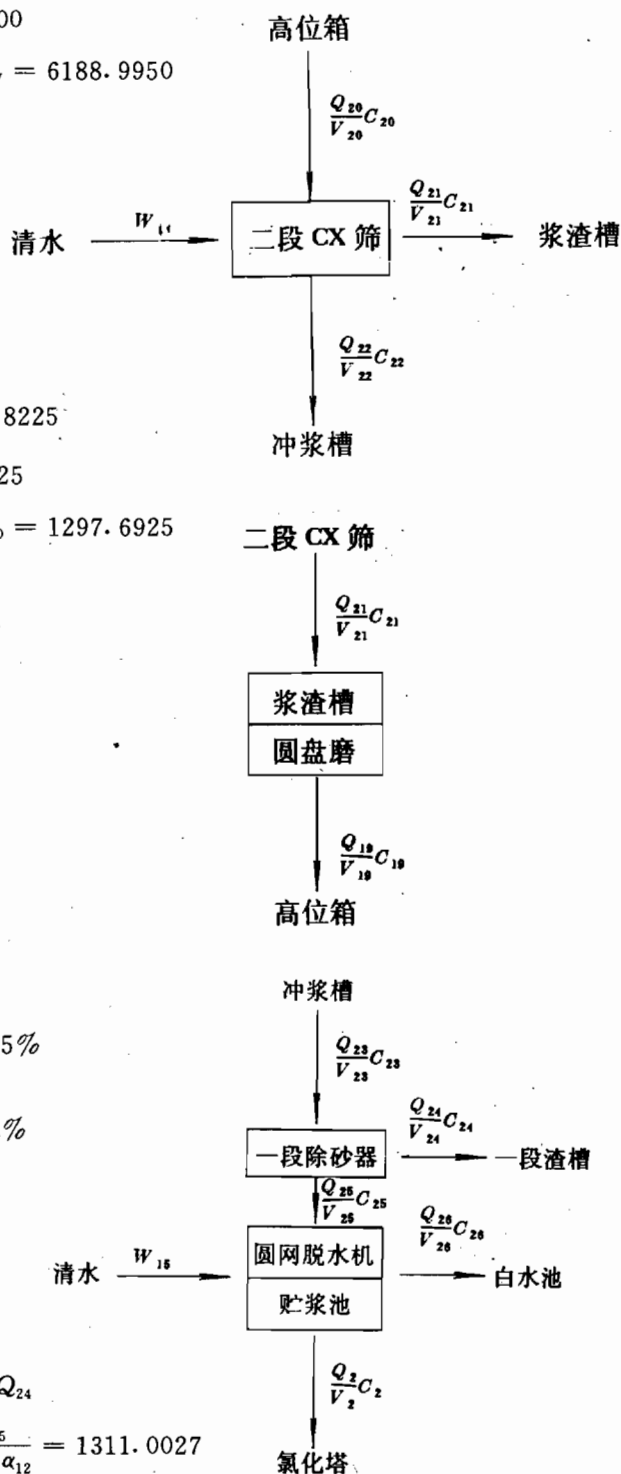 00
高位箱
= 6188.9950
Q20/V20 C20
Q21/V21 C21
清水
二段 CX 筛
浆渣槽
Q22/V22 C22
8225
冲浆槽
25
= 1297.6925
二段 CX 筛
Q21/V21 C21
浆渣槽
圆盘磨
Q19/V19 C19
高位箱
冲浆槽
5%
Q23/V23 C23
%
Q24/V24 C24
一段除砂器
一段渣槽
Q25/V25 C25
Q26/V26 C26
清水
W15
圆网脱水机
白水池
贮浆池
Q2/V2 C2
Q24
α12 = 1311.0027
氯化塔